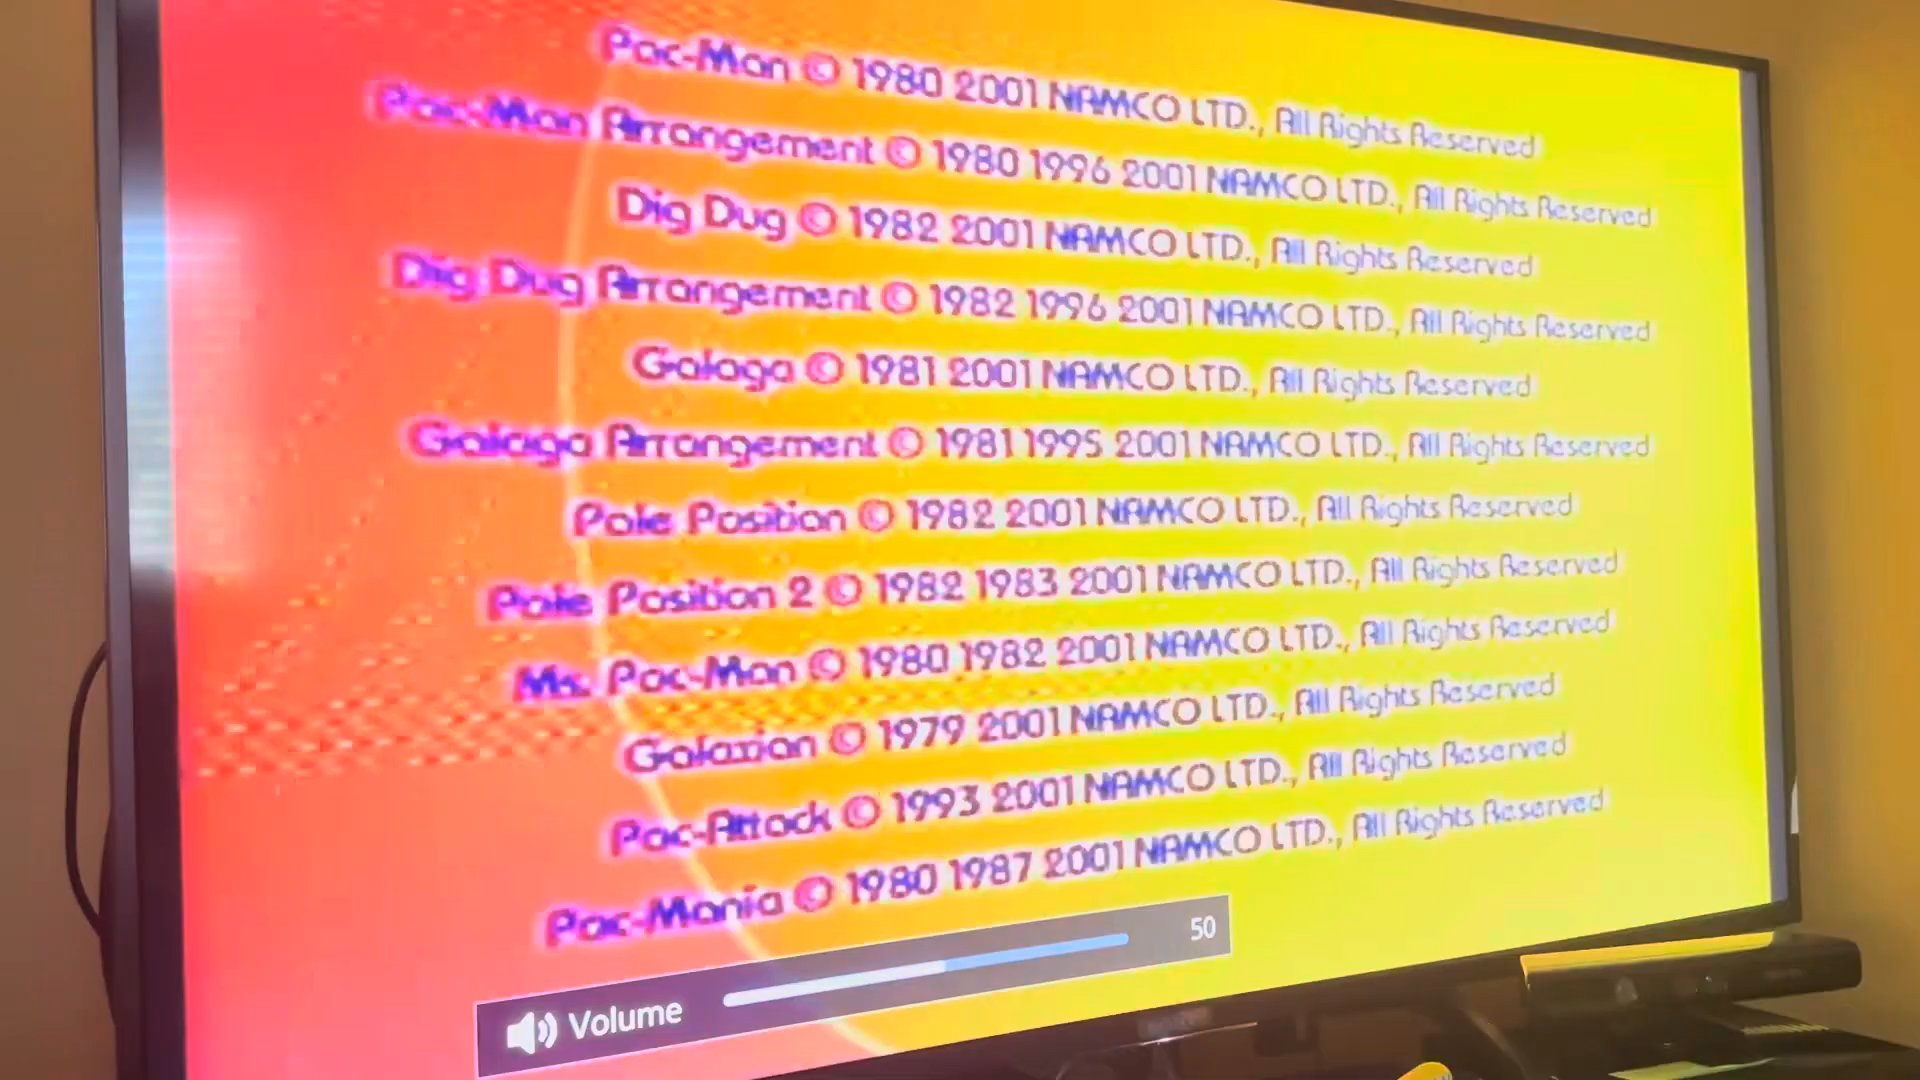 Pac-Man © 1980 2001 NAMCO LTD., All Rights Reserved
Pac-Man Arrangement © 1980 1996 2001 NAMCO LTD., All Rights Reserved
Dig Dug © 1982 2001 NAMCO LTD., All Rights Reserved
Dig Dug Arrangement © 1982 1996 2001 NAMCO LTD., All Rights Reserved
Galaga © 1981 2001 NAMCO LTD., All Rights Reserved
Galaga Arrangement © 1981 1995 2001 NAMCO LTD., All Rights Reserved
Pole Position © 1982 2001 NAMCO LTD., All Rights Reserved
Pole Position 2 © 1982 1983 2001 NAMCO LTD., All Rights Reserved
Ms. Pac-Man © 1980 1982 2001 NAMCO LTD., All Rights Reserved
Galaxian © 1979 2001 NAMCO LTD., All Rights Reserved
Pac-Attack © 1993 2001 NAMCO LTD., All Rights Reserved
Pac-Mania © 1980 1987 2001 NAMCO LTD., All Rights Reserved
Volume 50